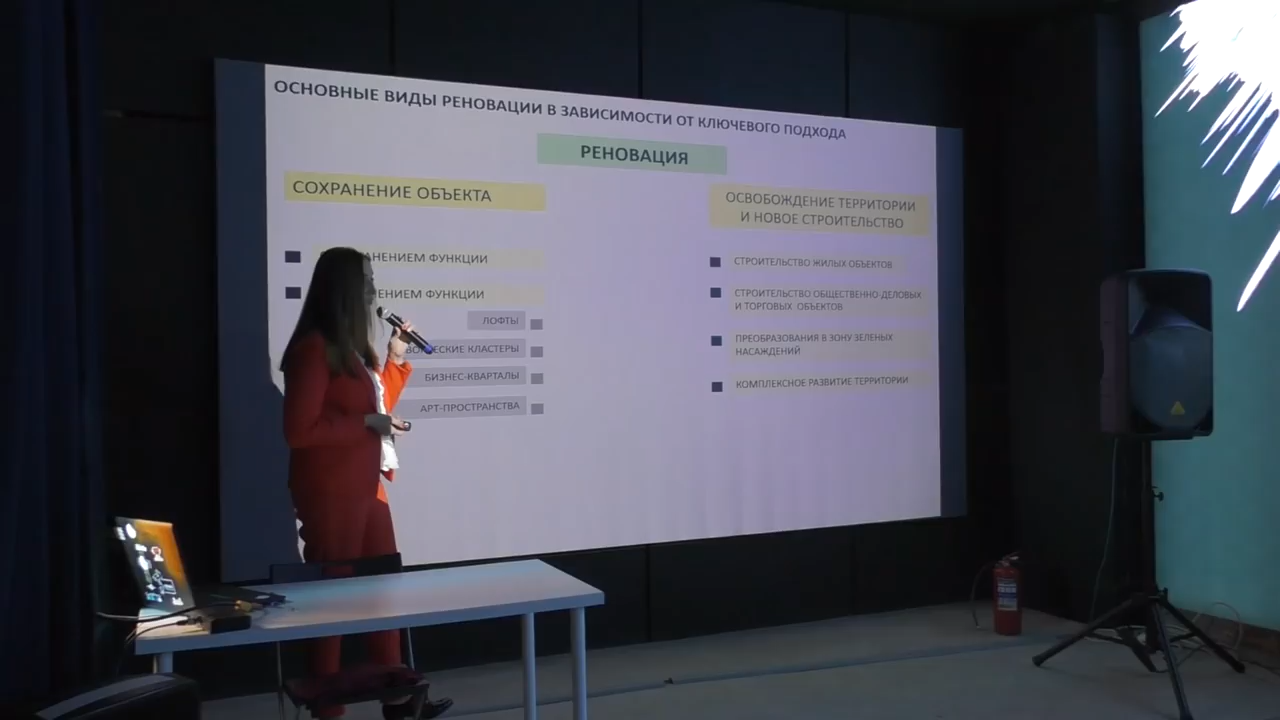 ОСНОВНЫЕ ВИДЫ РЕНОВАЦИИ В ЗАВИСИМОСТИ ОТ КЛЮЧЕВОГО ПОДХОДА
РЕНОВАЦИЯ
СОХРАНЕНИЕ ОБЪЕКТА
ФУНКЦИИ
ФУНКЦИИ
ЛОФТЫ
КЛАСТЕРЫ
БИЗНЕС-КВАРТАЛЫ
АРТ-ПРОСТРАНСТВА
ОСВОБОЖДЕНИЕ ТЕРРИТОРИИ
И НОВОЕ СТРОИТЕЛЬСТВО
СТРОИТЕЛЬСТВО ЖИЛЫХ ОБЪЕКТОВ
СТРОИТЕЛЬСТВО ОБЩЕСТВЕННО-ДЕЛОВЫХ
И ТОРГОВЫХ ОБЪЕКТОВ
ПРЕОБРАЗОВАНИЯ В ЗОНУ ЗЕЛЕНЫХ
НАСАЖДЕНИЙ
КОМПЛЕКСНОЕ РАЗВИТИЕ ТЕРРИТОРИИ